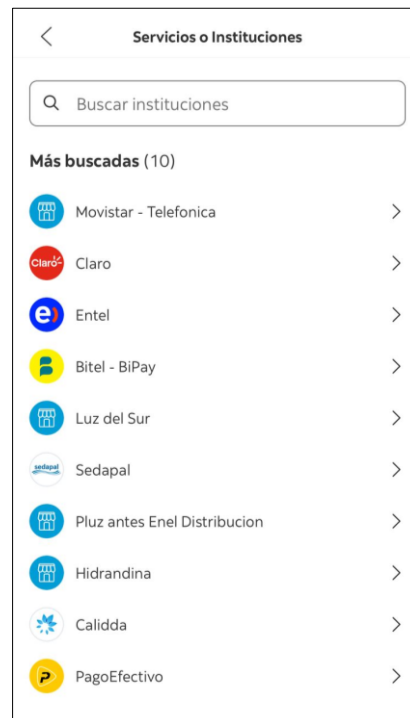 Servicios o Instituciones
Buscar instituciones
Más buscadas (10)
Movistar - Telefonica
Claro
Claro
Entel
Bitel - BiPay
Luz del Sur
sedapal
Sedapal
Pluz antes Enel Distribucion
Hidrandina
Calidda
PagoEfectivo